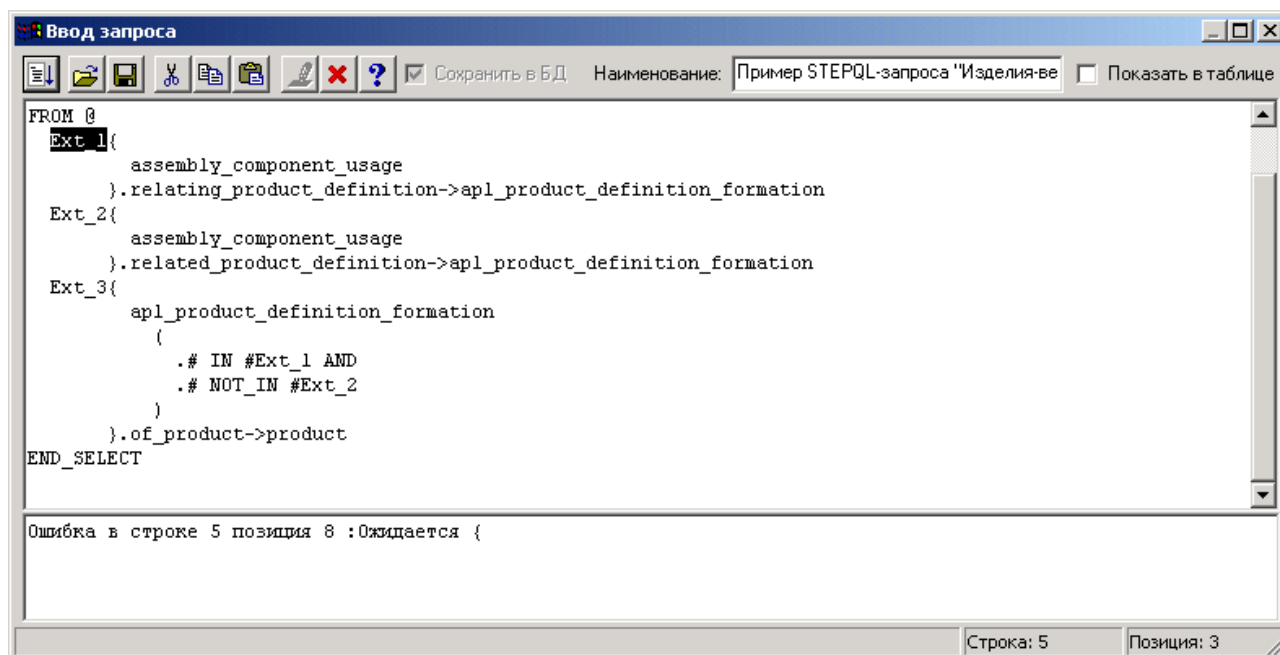 Ввод запроса
Сохранить в БД Наименование: Пример STEPQL-запроса "Изделия-ве Показать в таблице
FROM @
Ext_1{
assembly_component_usage
}.relating_product_definition->apl_product_definition_formation
Ext_2{
assembly_component_usage
}.related_product_definition->apl_product_definition_formation
Ext_3{
apl_product_definition_formation
(
.# IN #Ext_1 AND
.# NOT_IN #Ext_2
)
}.of_product->product
END_SELECT
Ошибка в строке 5 позиция 8 :Ожидается {
Строка: 5 Позиция: 3